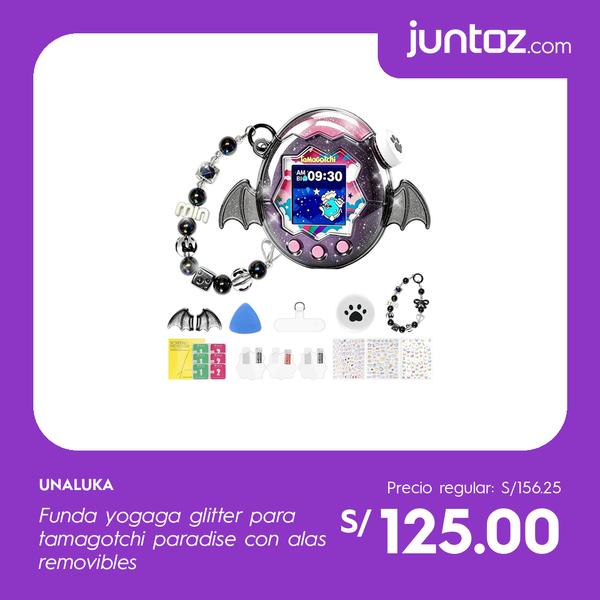 juntoz.com
TaMaGoTchi
AM
09:30
min
UNALUKA
Precio regular: S/156.25
Funda yogaga glitter para
tamagotchi paradise con alas
removibles
S/125.00